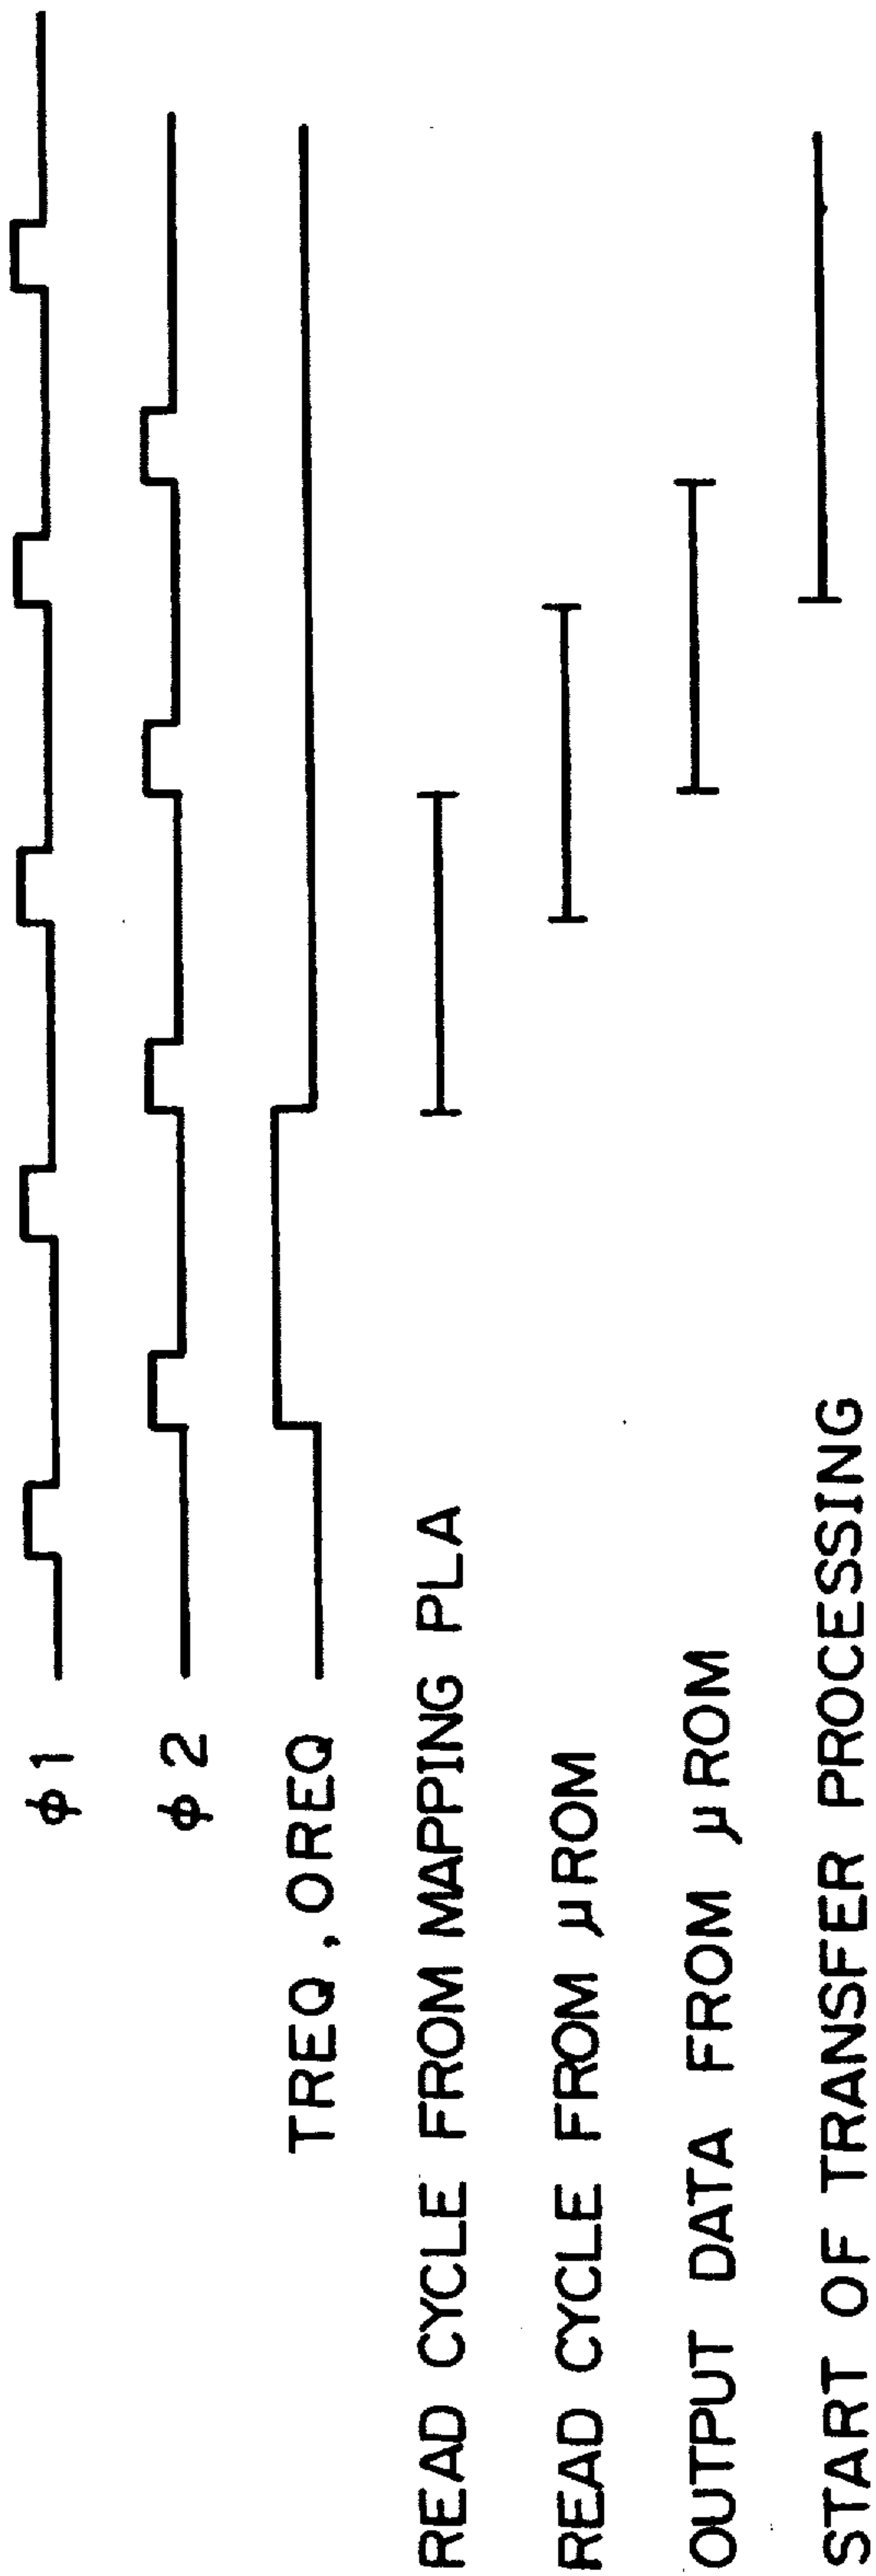 φ1
φ2
TREQ, OREQ
READ CYCLE FROM MAPPING PLA
READ CYCLE FROM μROM
OUTPUT DATA FROM μROM
START OF TRANSFER PROCESSING